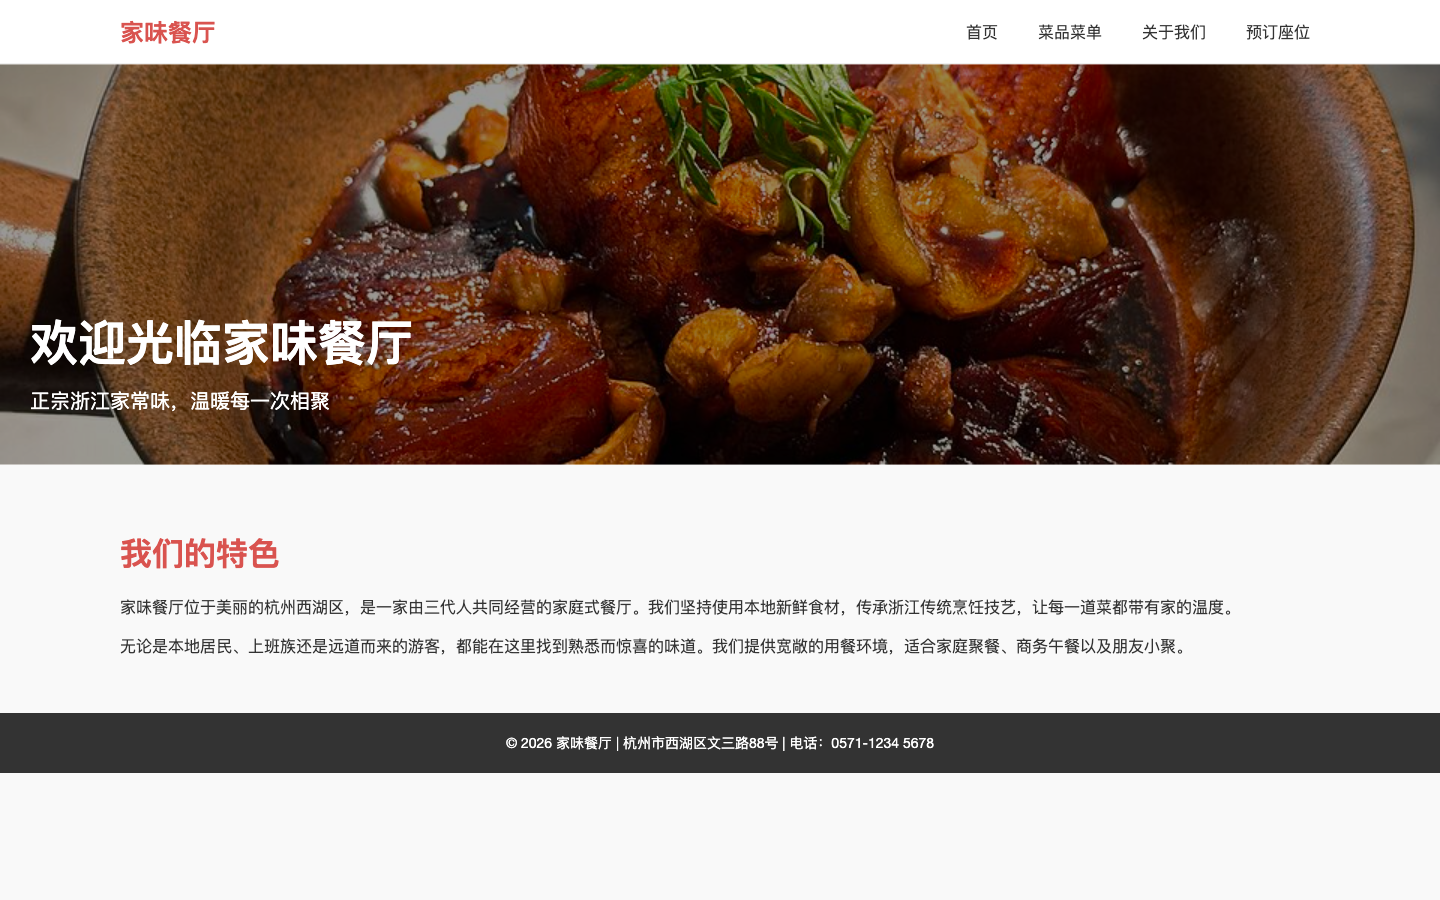 家味餐厅
首页 菜品菜单 关于我们 预订座位
欢迎光临家味餐厅
正宗浙江家常味，温暖每一次相聚
我们的特色
家味餐厅位于美丽的杭州西湖区，是一家由三代人共同经营的家庭式餐厅。我们坚持使用本地新鲜食材，传承浙江传统烹饪技艺，让每一道菜都带有家的温度。
无论是本地居民、上班族还是远道而来的游客，都能在这里找到熟悉而惊喜的味道。我们提供宽敞的用餐环境，适合家庭聚餐、商务午餐以及朋友小聚。
© 2026 家味餐厅 | 杭州市西湖区文三路88号 | 电话：0571-1234 5678